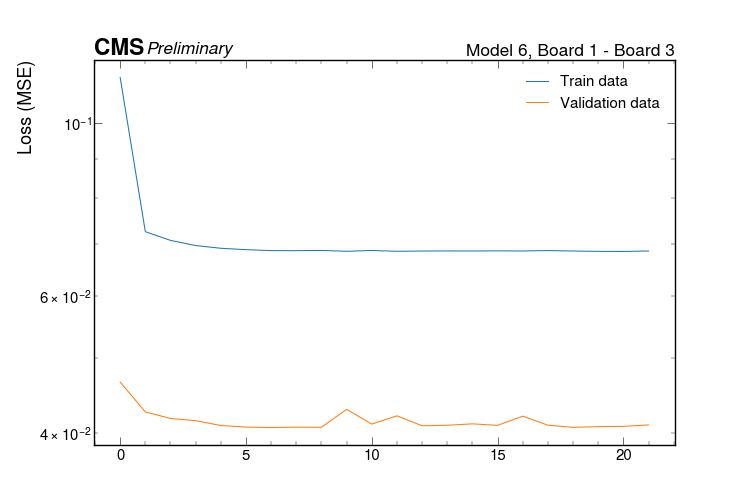 CMS Preliminary Model 6, Board 1 - Board 3
Loss (MSE)
Train data
Validation data
10⁻¹
6 × 10⁻²
4 × 10⁻²
0 5 10 15 20